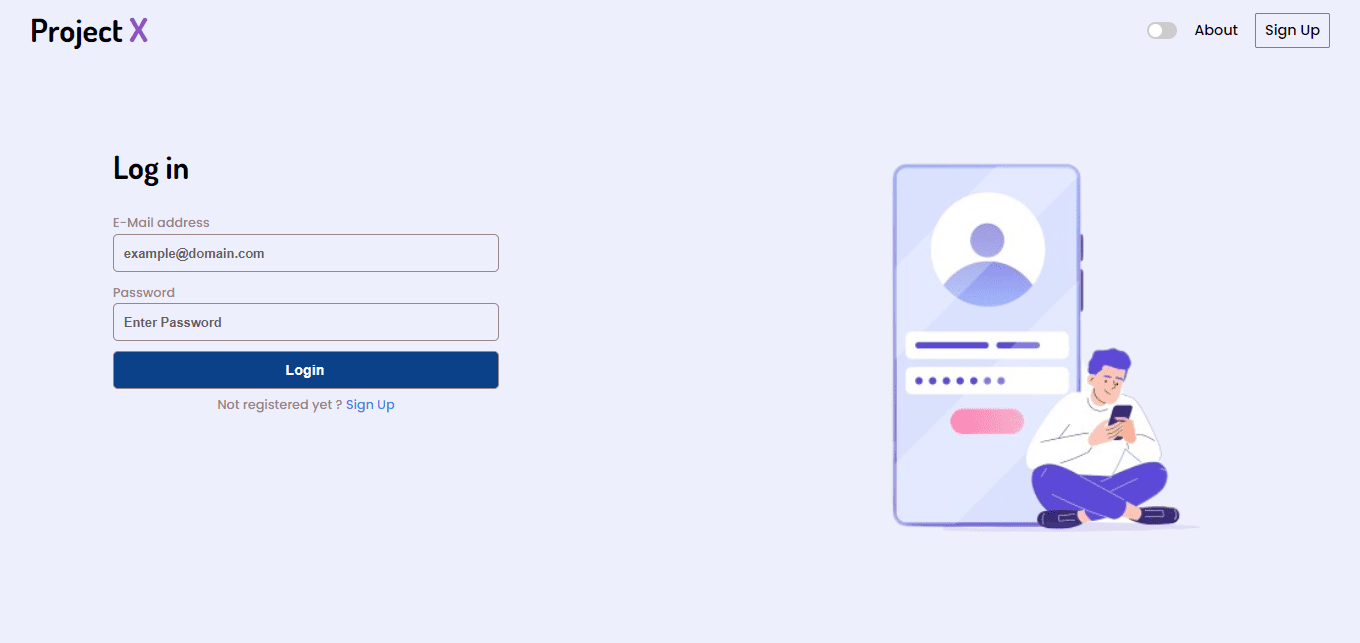 Project X
About
Sign Up
Log in
E-Mail address
example@domain.com
Password
Enter Password
Login
Not registered yet ? Sign Up